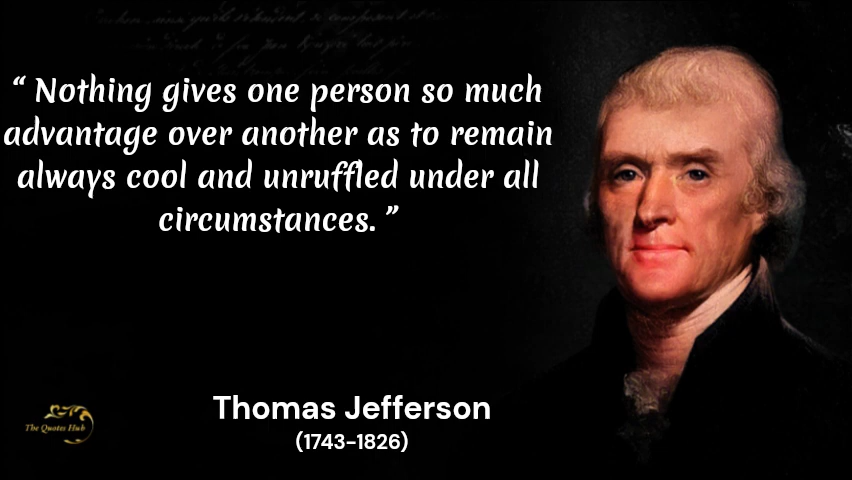 “ Nothing gives one person so much
advantage over another as to remain
always cool and unruffled under all
circumstances. ”
Thomas Jefferson
(1743-1826)
The Quotes Hub